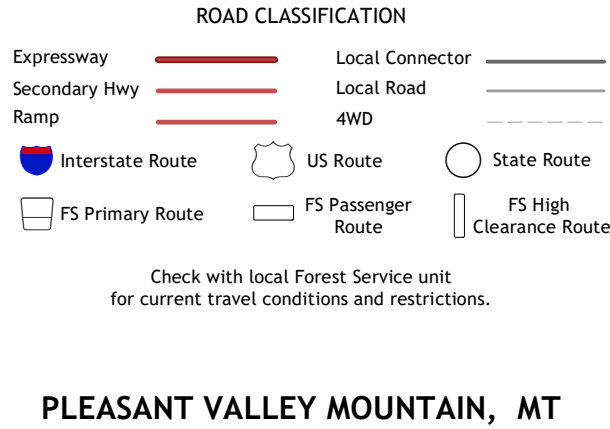 ROAD CLASSIFICATION
Expressway
Local Connector
Secondary Hwy
Local Road
Ramp
4WD
Interstate Route
US Route
State Route
FS Primary Route
FS Passenger
Route
FS High
Clearance Route
Check with local Forest Service unit
for current travel conditions and restrictions.
PLEASANT VALLEY MOUNTAIN, MT